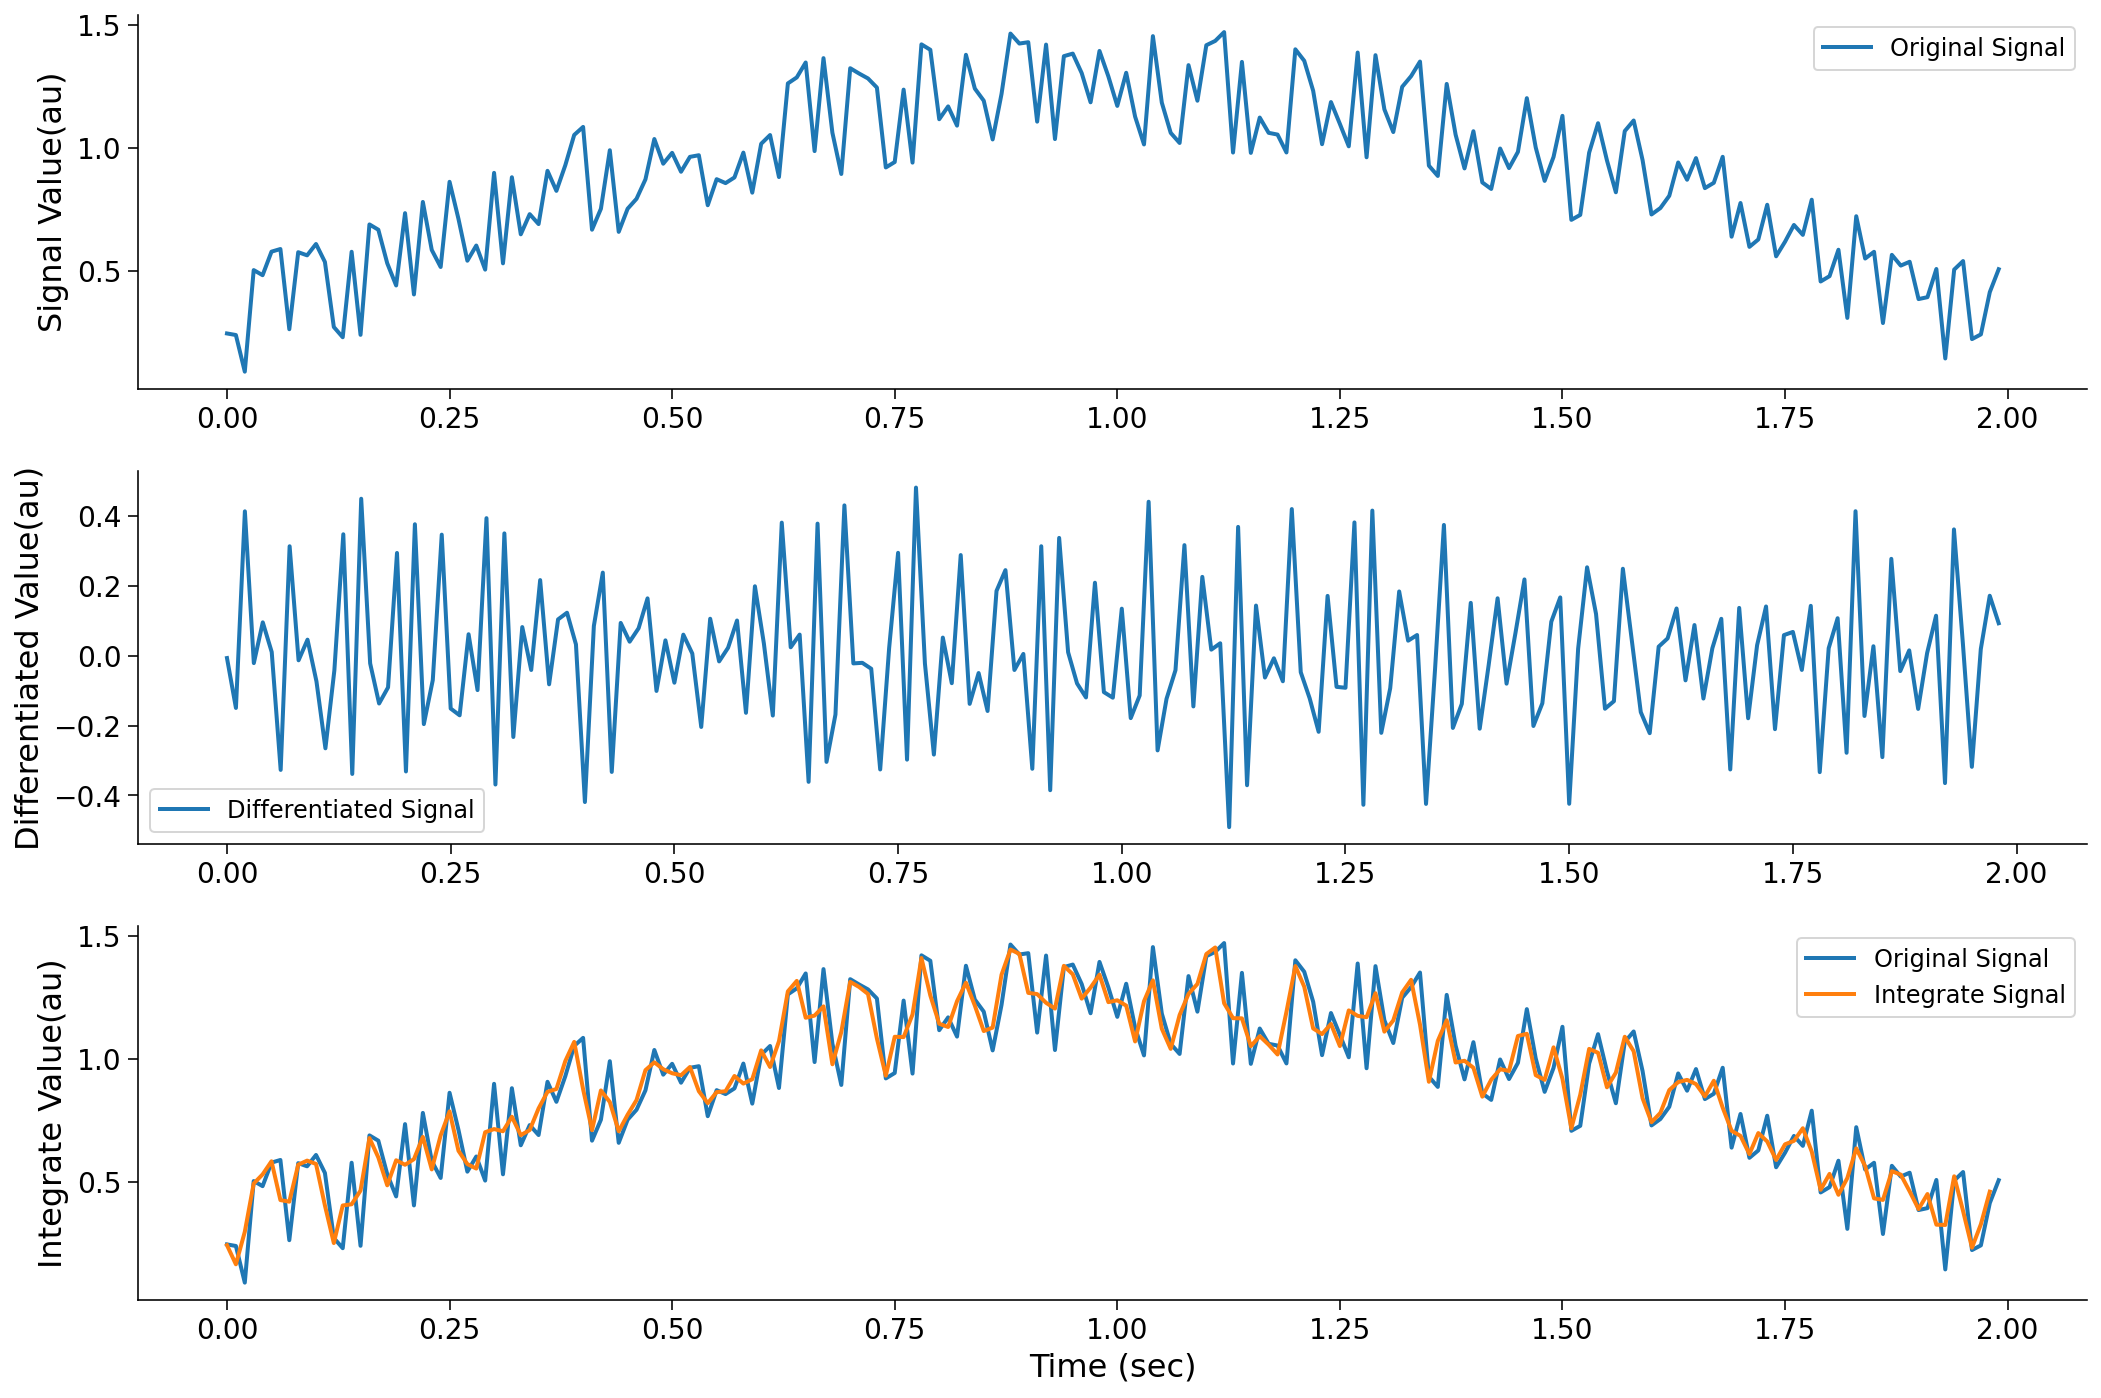 Signal Value(au)
1.5
1.0
0.5
Original Signal
0.00 0.25 0.50 0.75 1.00 1.25 1.50 1.75 2.00
Differentiated Value(au)
0.4
0.2
0.0
−0.2
−0.4
Differentiated Signal
0.00 0.25 0.50 0.75 1.00 1.25 1.50 1.75 2.00
Integrate Value(au)
1.5
1.0
0.5
Original Signal
Integrate Signal
0.00 0.25 0.50 0.75 1.00 1.25 1.50 1.75 2.00
Time (sec)